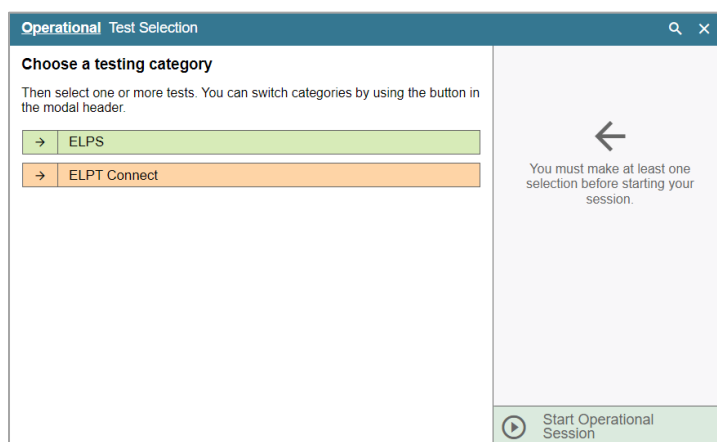 Operational Test Selection
Choose a testing category
Then select one or more tests. You can switch categories by using the button in
the modal header.
ELPS
ELPT Connect
You must make at least one
selection before starting your
session.
Start Operational
Session